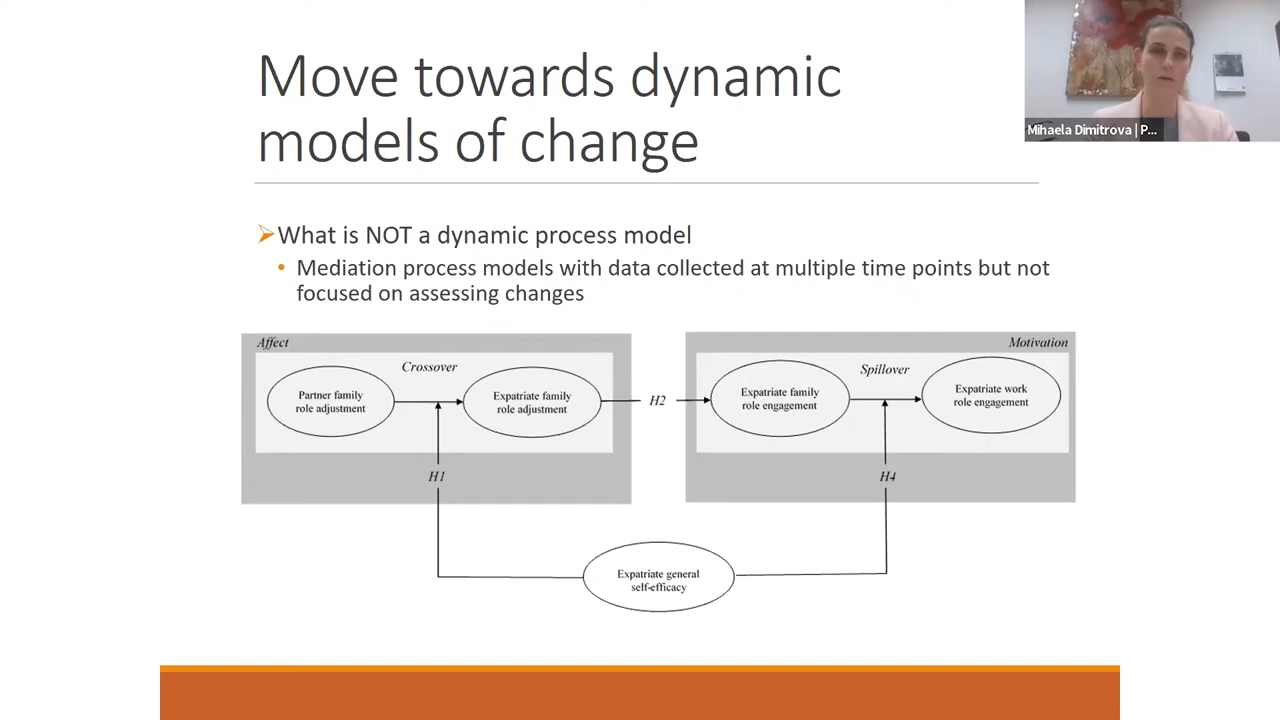 Move towards dynamic
models of change
Mihaela Dimitrova | P...
What is NOT a dynamic process model
Mediation process models with data collected at multiple time points but not
focused on assessing changes
Affect
Motivation
Crossover
Spillover
Partner family
role adjustment
Expatriate family
role adjustment
H2
Expatriate family
role engagement
Expatriate work
role engagement
H1
H4
Expatriate general
self-efficacy